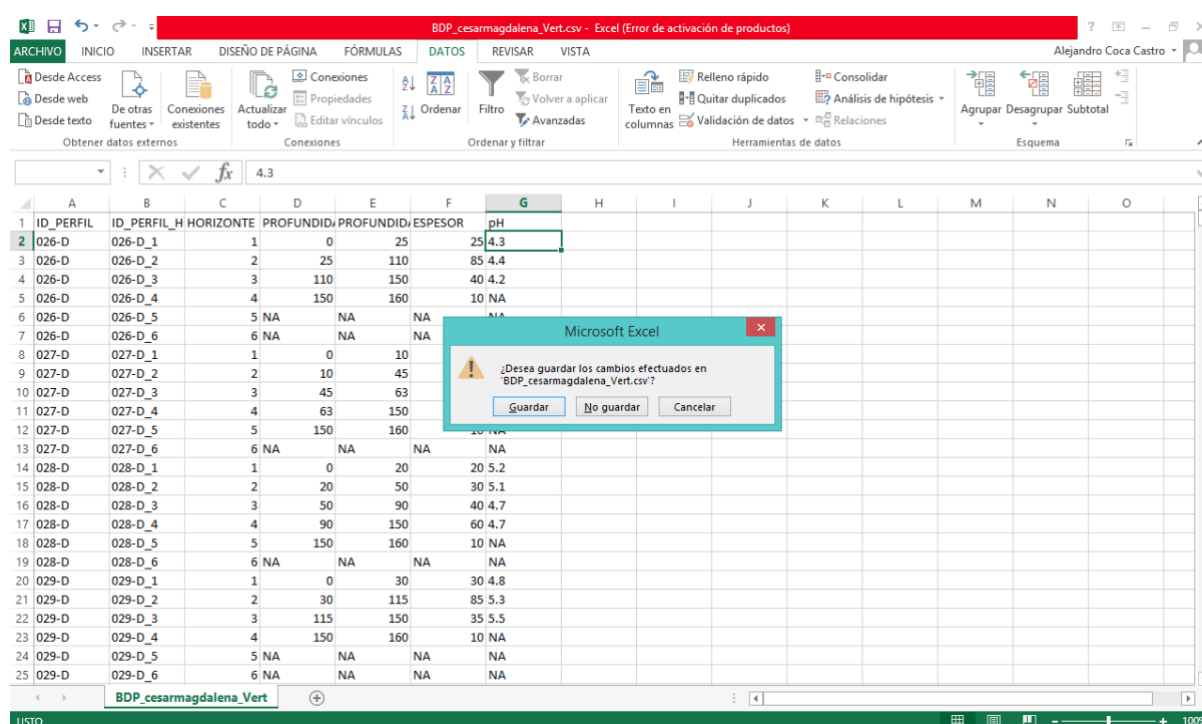 BDP_cesarmagdalena_Vert.csv - Excel (Error de activación de productos)
ARCHIVO INICIO INSERTAR DISEÑO DE PÁGINA FÓRMULAS DATOS REVISAR VISTA Alejandro Coca Castro
Desde Access
Desde web
Desde texto
De otras fuentes
Conexiones existentes
Obtener datos externos
Actualizar todo
Conexiones
Propiedades
Editar vínculos
Conexiones
Ordenar
Filtro
Borrar
Volver a aplicar
Avanzadas
Ordenar y filtrar
Texto en columnas
Relleno rápido
Quitar duplicados
Validación de datos
Consolidar
Análisis de hipótesis
Relaciones
Herramientas de datos
Agrupar Desagrupar Subtotal
Esquema
fx 4.3
A B C D E F G H I J K L M N O
1 ID_PERFIL ID_PERFIL_H HORIZONTE PROFUNDIDA PROFUNDIDA ESPESOR pH
2 026-D 026-D_1 1 0 25 25 4.3
3 026-D 026-D_2 2 25 110 85 4.4
4 026-D 026-D_3 3 110 150 40 4.2
5 026-D 026-D_4 4 150 160 10 NA
6 026-D 026-D_5 5 NA NA NA NA
7 026-D 026-D_6 6 NA NA NA
8 027-D 027-D_1 1 0 10
9 027-D 027-D_2 2 10 45
10 027-D 027-D_3 3 45 63
11 027-D 027-D_4 4 63 150
12 027-D 027-D_5 5 150 160 10 NA
13 027-D 027-D_6 6 NA NA NA NA
14 028-D 028-D_1 1 0 20 20 5.2
15 028-D 028-D_2 2 20 50 30 5.1
16 028-D 028-D_3 3 50 90 40 4.7
17 028-D 028-D_4 4 90 150 60 4.7
18 028-D 028-D_5 5 150 160 10 NA
19 028-D 028-D_6 6 NA NA NA NA
20 029-D 029-D_1 1 0 30 30 4.8
21 029-D 029-D_2 2 30 115 85 5.3
22 029-D 029-D_3 3 115 150 35 5.5
23 029-D 029-D_4 4 150 160 10 NA
24 029-D 029-D_5 5 NA NA NA NA
25 029-D 029-D_6 6 NA NA NA NA
Microsoft Excel
¿Desea guardar los cambios efectuados en
'BDP_cesarmagdalena_Vert.csv'?
Guardar No guardar Cancelar
BDP_cesarmagdalena_Vert
LISTO